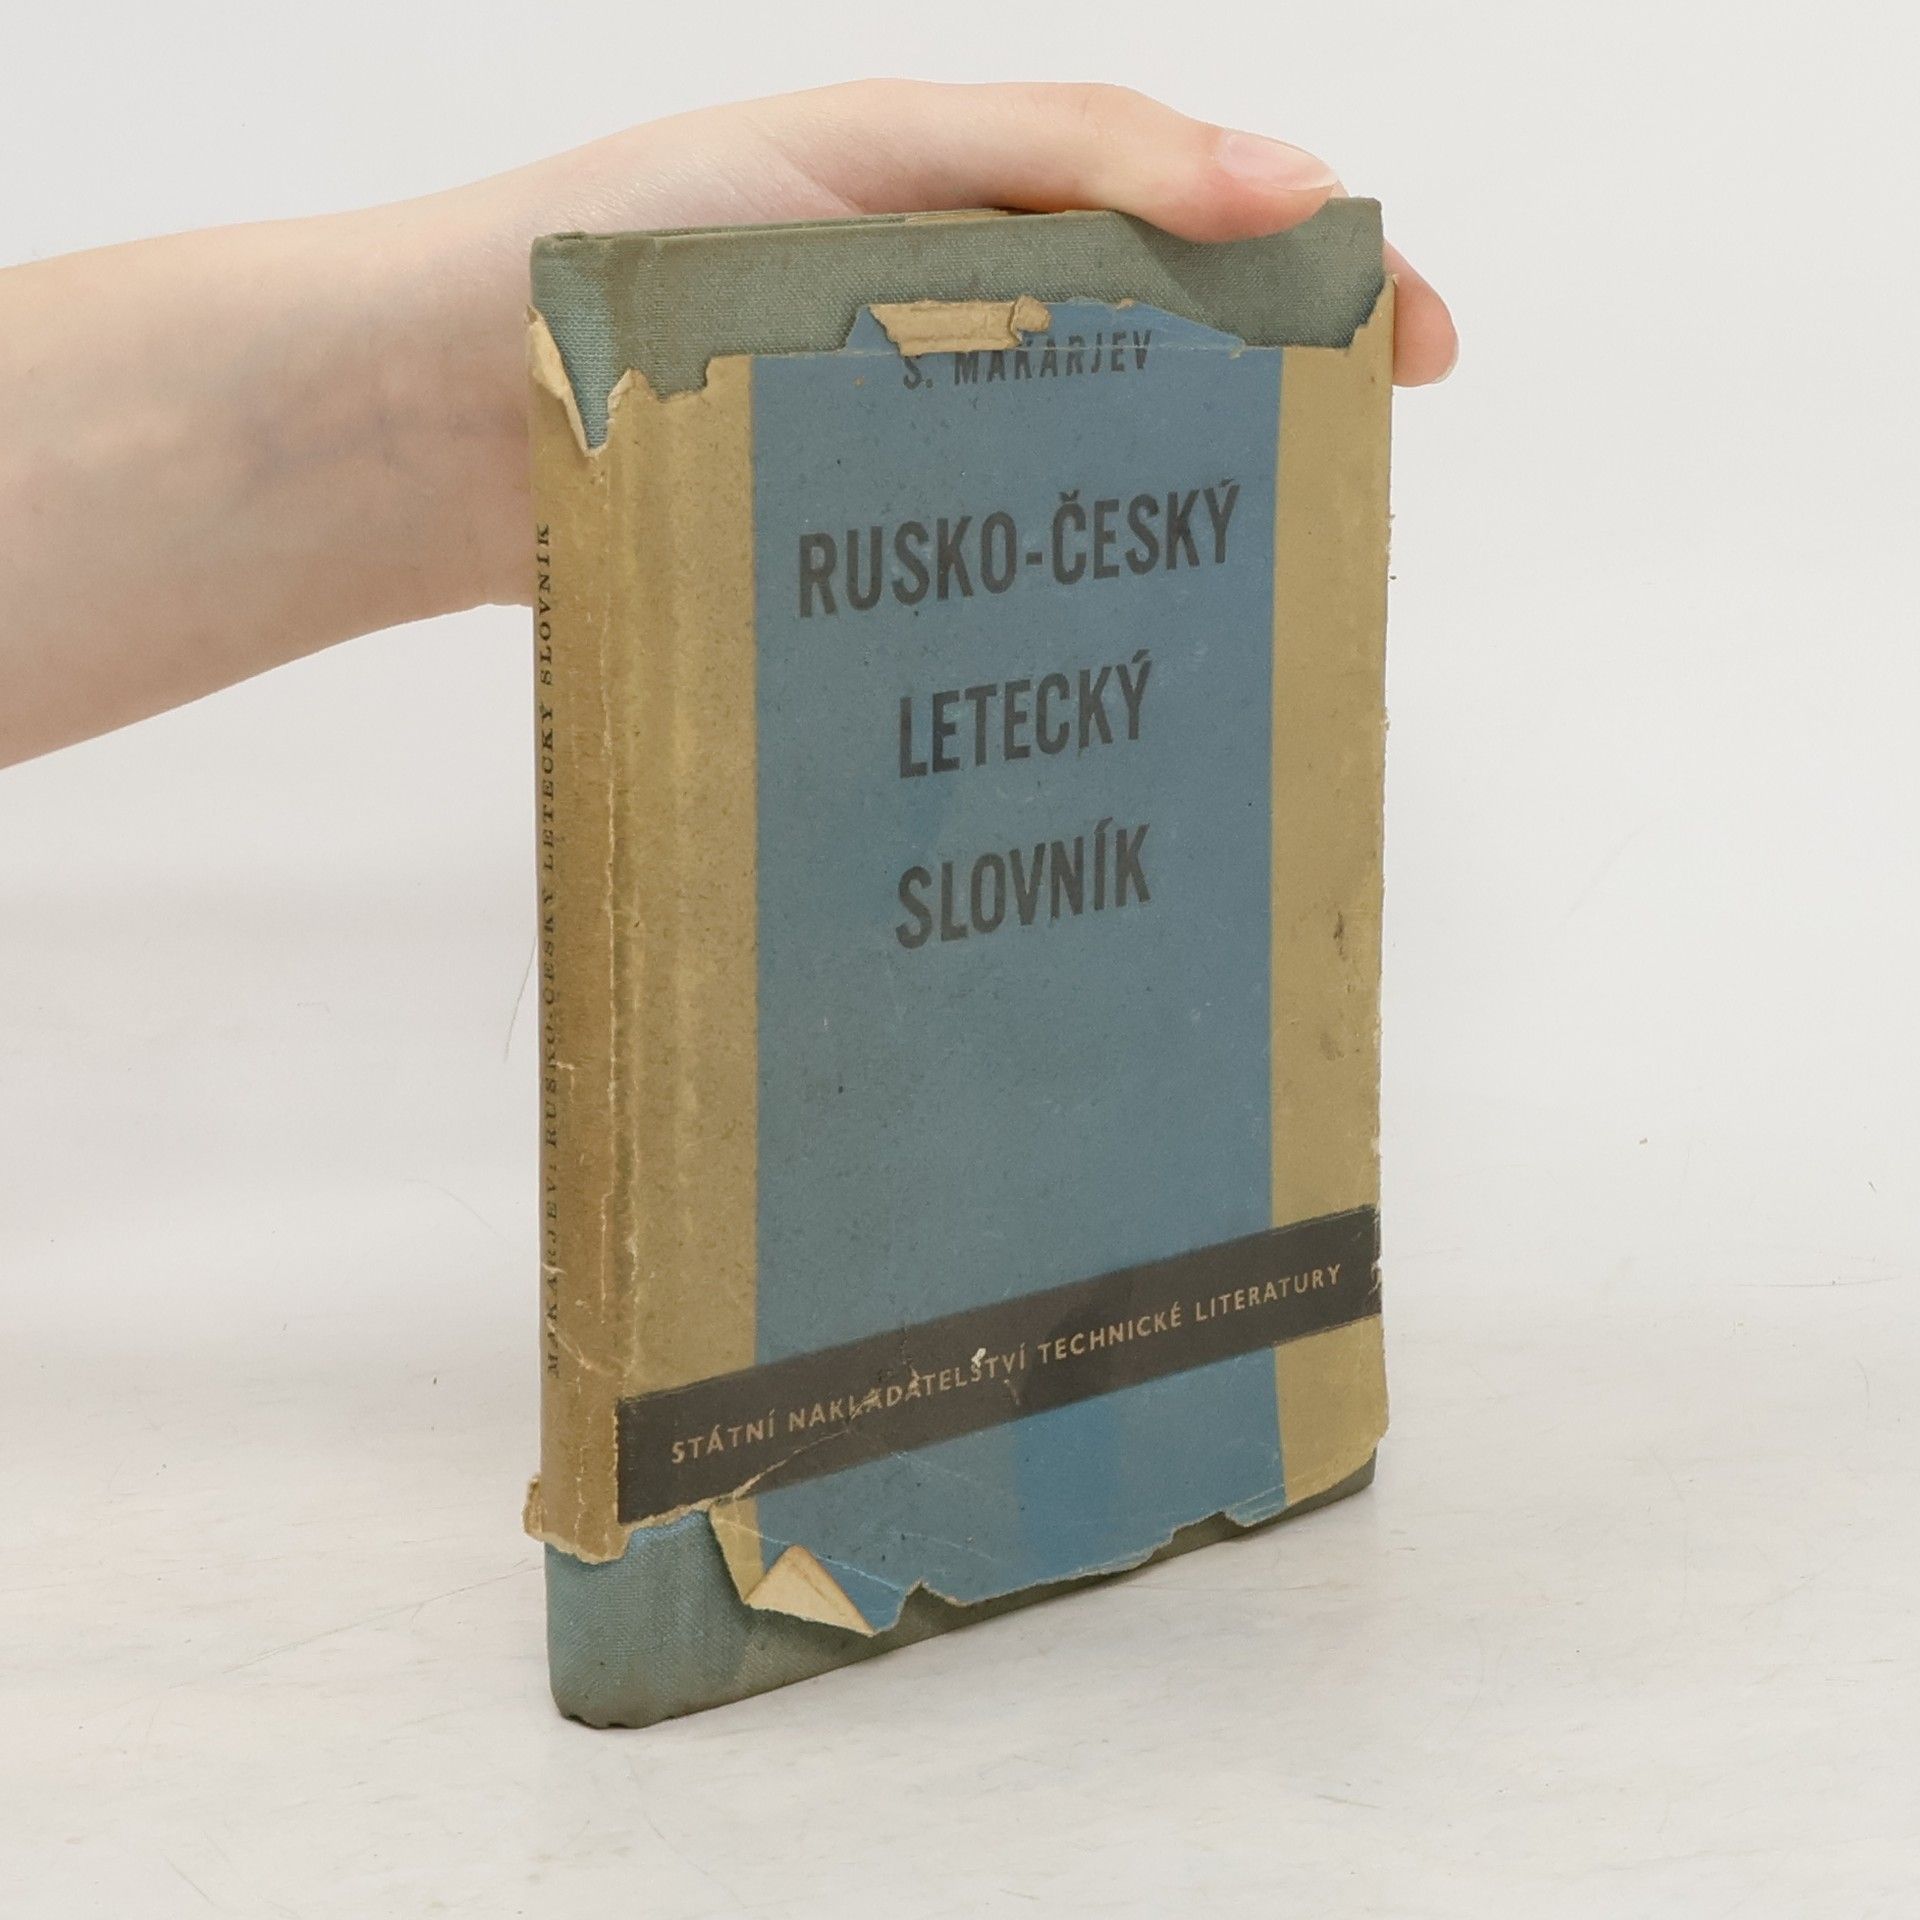 S. MAKARJEV
RUSKO-ČESKÝ
LETECKÝ
SLOVNÍK
STÁTNÍ NAKLADATELSTVÍ TECHNICKÉ LITERATURY
MAKARJEV: RUSKO-ČESKÝ LETECKÝ SLOVNÍK